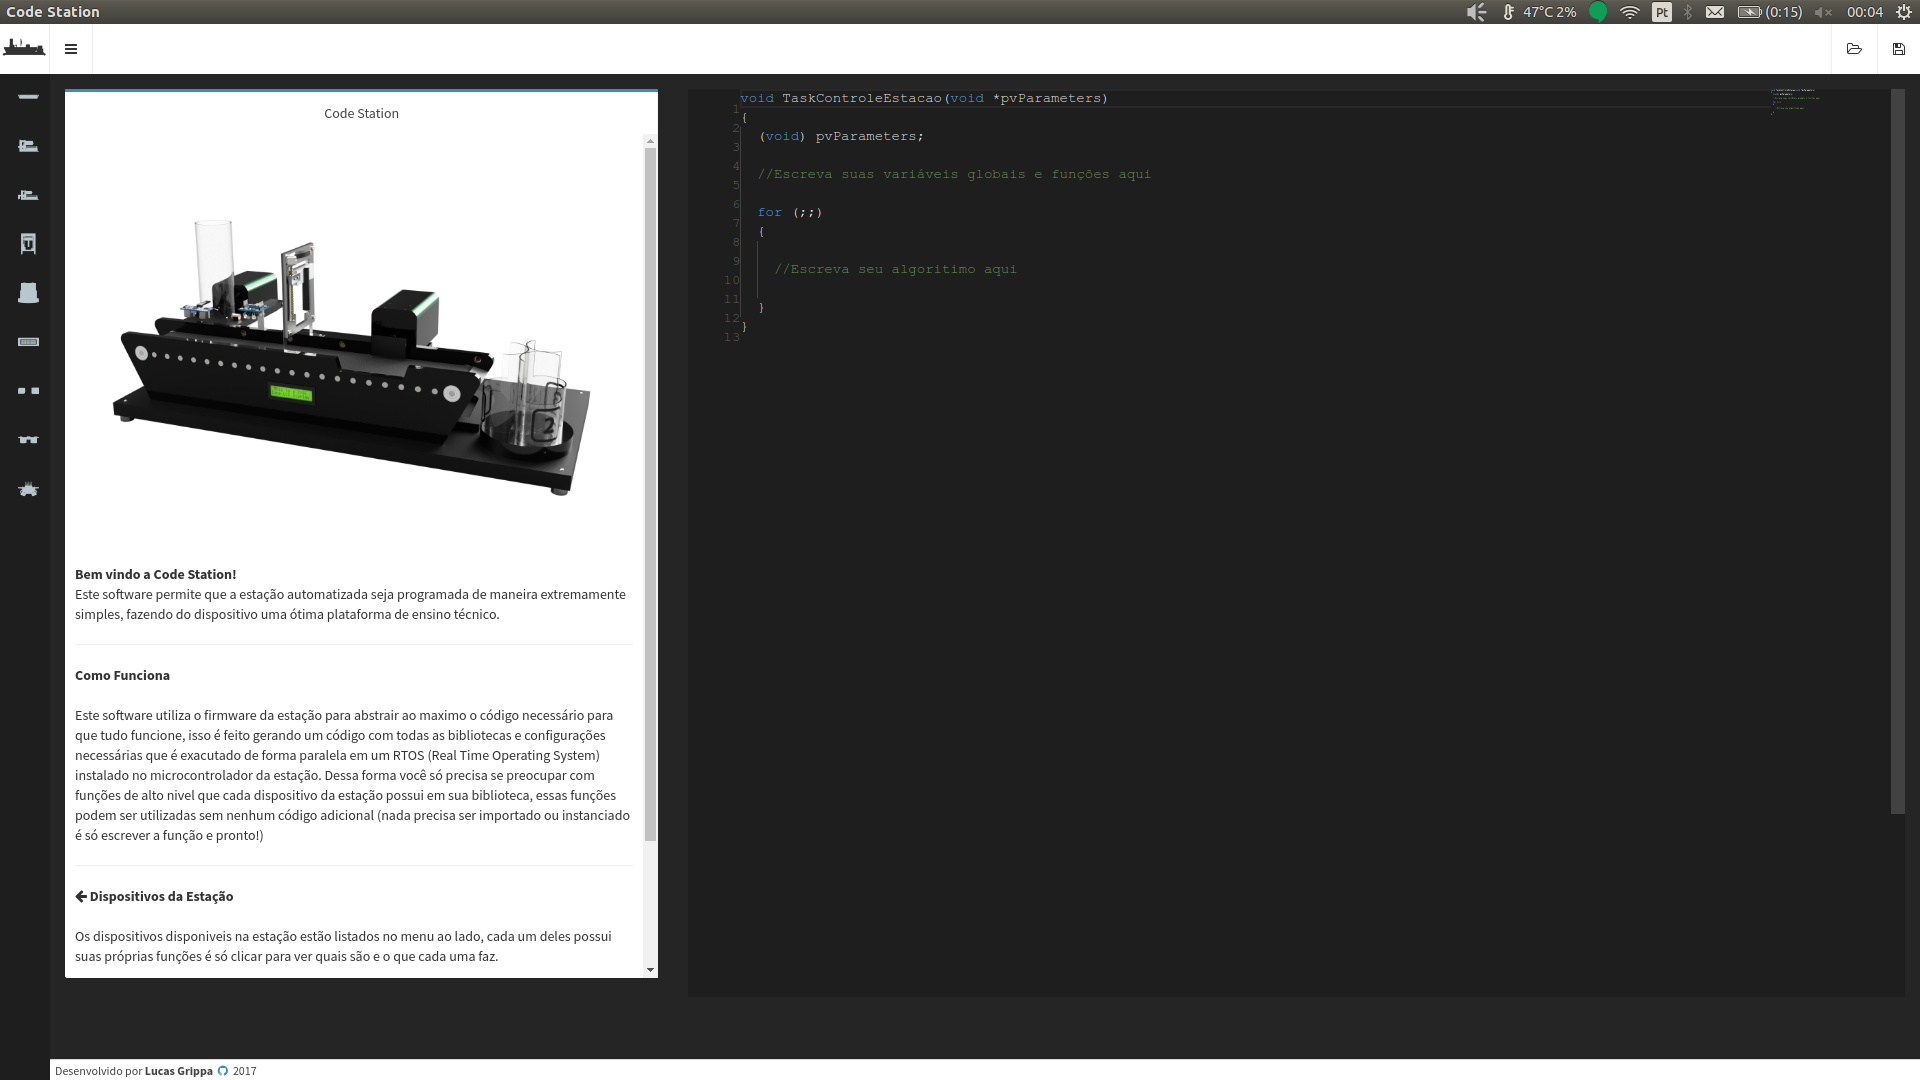 Code Station
47°C 2%
Pt
(0:15)
00:04
Code Station
2
Bem vindo a Code Station!
Este software permite que a estação automatizada seja programada de maneira extremamente
simples, fazendo do dispositivo uma ótima plataforma de ensino técnico.
Como Funciona
Este software utiliza o firmware da estação para abstrair ao maximo o código necessário para
que tudo funcione, isso é feito gerando um código com todas as bibliotecas e configurações
necessárias que é exacutado de forma paralela em um RTOS (Real Time Operating System)
instalado no microcontrolador da estação. Dessa forma você só precisa se preocupar com
funções de alto nivel que cada dispositivo da estação possui em sua biblioteca, essas funções
podem ser utilizadas sem nenhum código adicional (nada precisa ser importado ou instanciado
é só escrever a função e pronto!)
Dispositivos da Estação
Os dispositivos disponiveis na estação estão listados no menu ao lado, cada um deles possui
suas próprias funções é só clicar para ver quais são e o que cada uma faz.
1 void TaskControleEstacao(void *pvParameters)
2 {
3 (void) pvParameters;
4
5 //Escreva suas variáveis globais e funções aqui
6
7 for (;;)
8 {
9
10 //Escreva seu algoritimo aqui
11
12 }
13 }
Desenvolvido por Lucas Grippa 2017